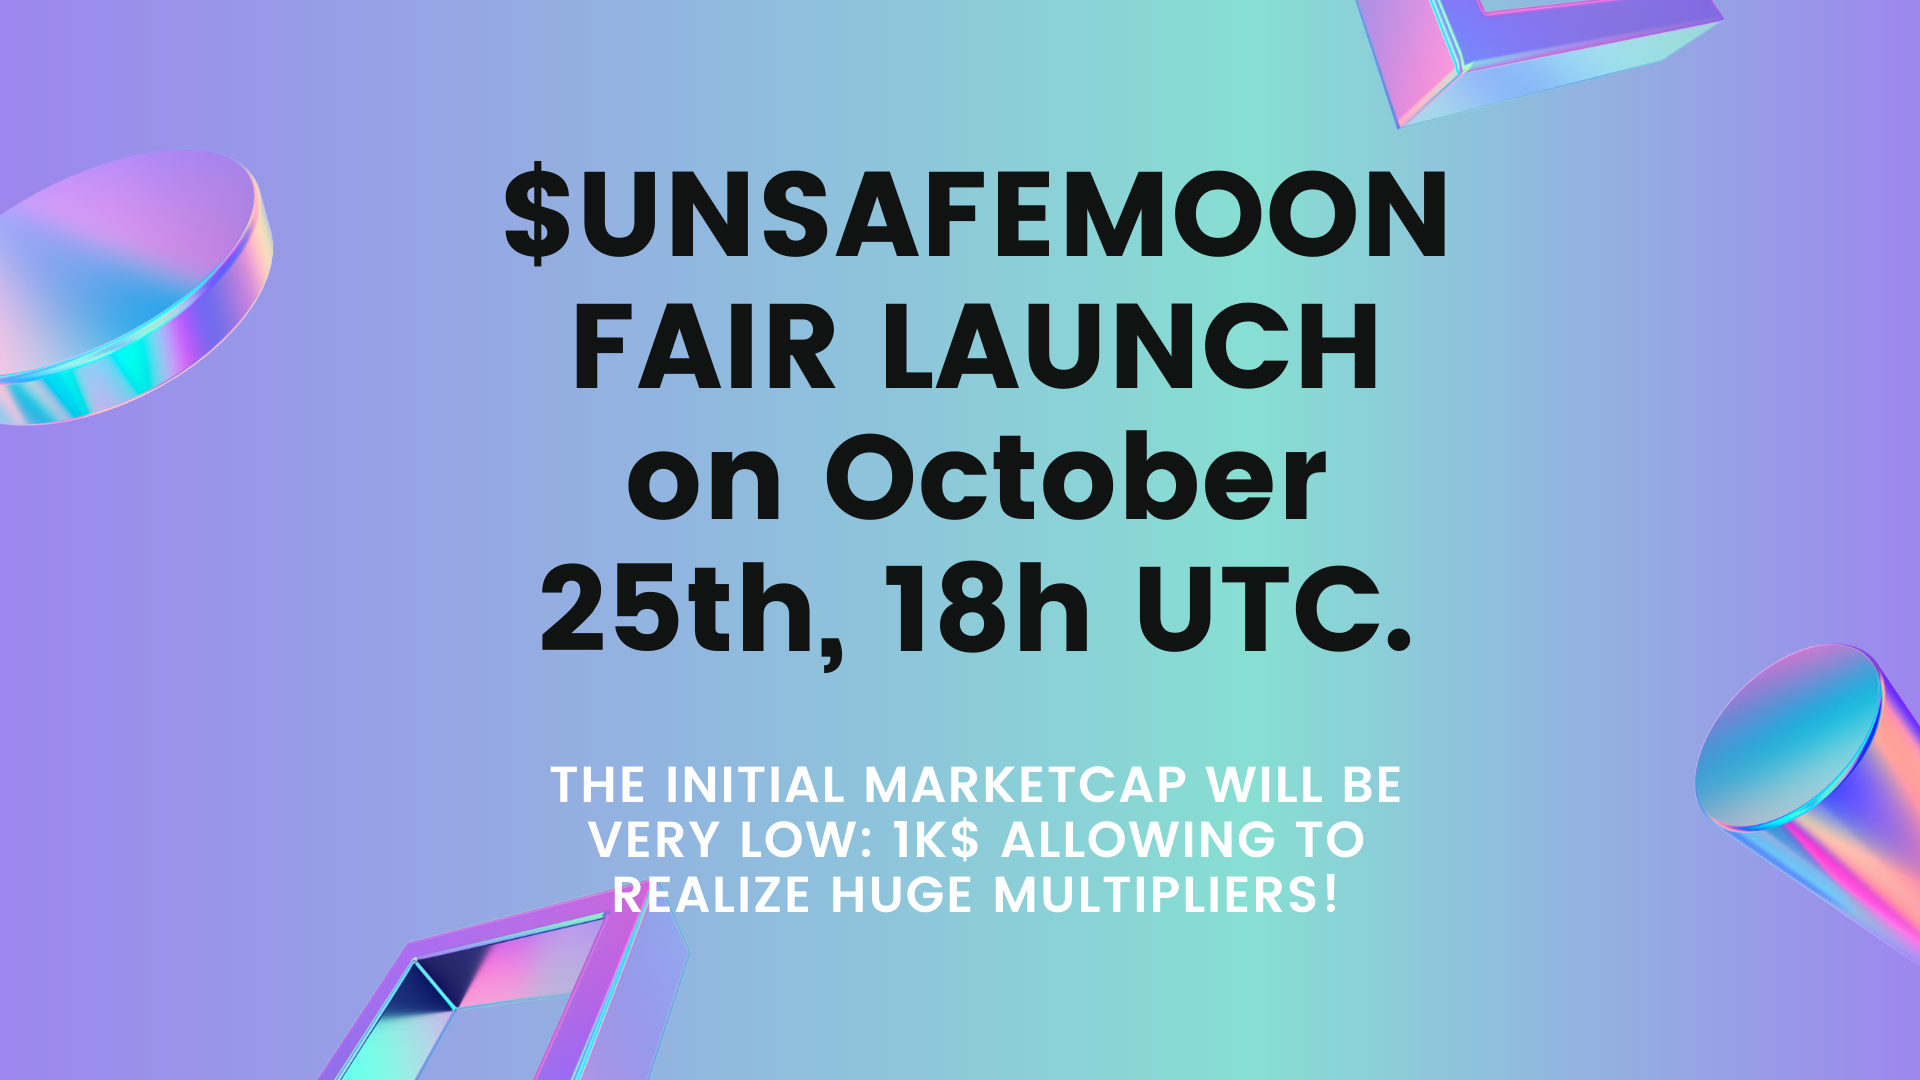 $UNSAFEMOON
FAIR LAUNCH
on October
25th, 18h UTC.
THE INITIAL MARKETCAP WILL BE
VERY LOW: 1K$ ALLOWING TO
REALIZE HUGE MULTIPLIERS!